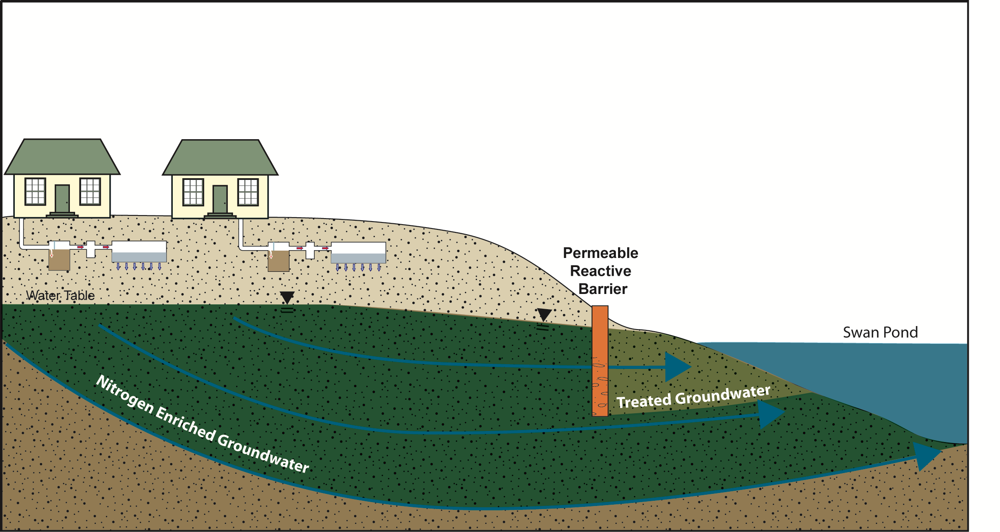 Permeable
Reactive
Barrier
Water Table
Swan Pond
Nitrogen Enriched Groundwater
Treated Groundwater